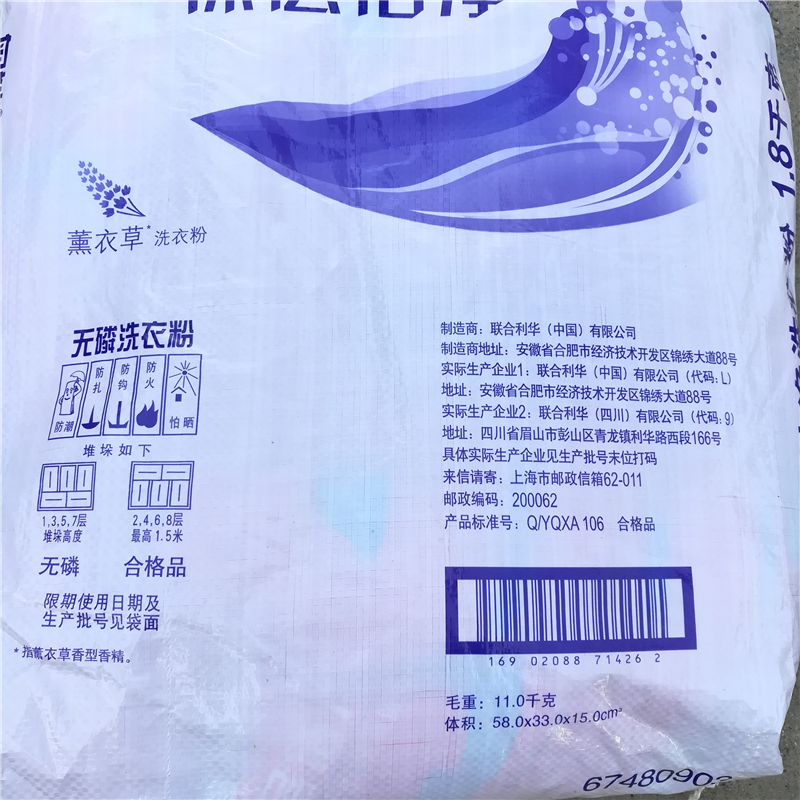 薰衣草*洗衣粉
无磷洗衣粉
防潮 防扎 防钩 防火 怕晒
堆垛如下
1,3,5,7层 2,4,6,8层
堆垛高度 最高1.5米
无磷 合格品
限期使用日期及
生产批号见袋面
*指薰衣草香型香精。
制造商：联合利华（中国）有限公司
制造商地址：安徽省合肥市经济技术开发区锦绣大道88号
实际生产企业1：联合利华（中国）有限公司（代码：L）
地址：安徽省合肥市经济技术开发区锦绣大道88号
实际生产企业2：联合利华（四川）有限公司（代码：9）
地址：四川省眉山市彭山区青龙镇利华路西段166号
具体实际生产企业见生产批号末位打码
来信请寄：上海市邮政信箱62-011
邮政编码：200062
产品标准号：Q/YQXA 106 合格品
169 02088 71426 2
毛重：11.0千克
体积：58.0x33.0x15.0cm³
1.8千
67480902